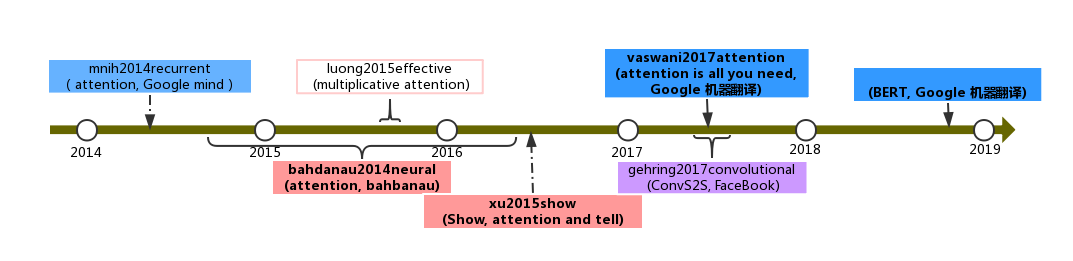 mnih2014recurrent
( attention, Google mind )
luong2015effective
(multiplicative attention)
vaswani2017attention
(attention is all you need,
Google 机器翻译)
(BERT, Google 机器翻译)
2014
2015
2016
2017
2018
2019
bahdanau2014neural
(attention, bahbanau)
xu2015show
(Show, attention and tell)
gehring2017convolutional
(ConvS2S, FaceBook)